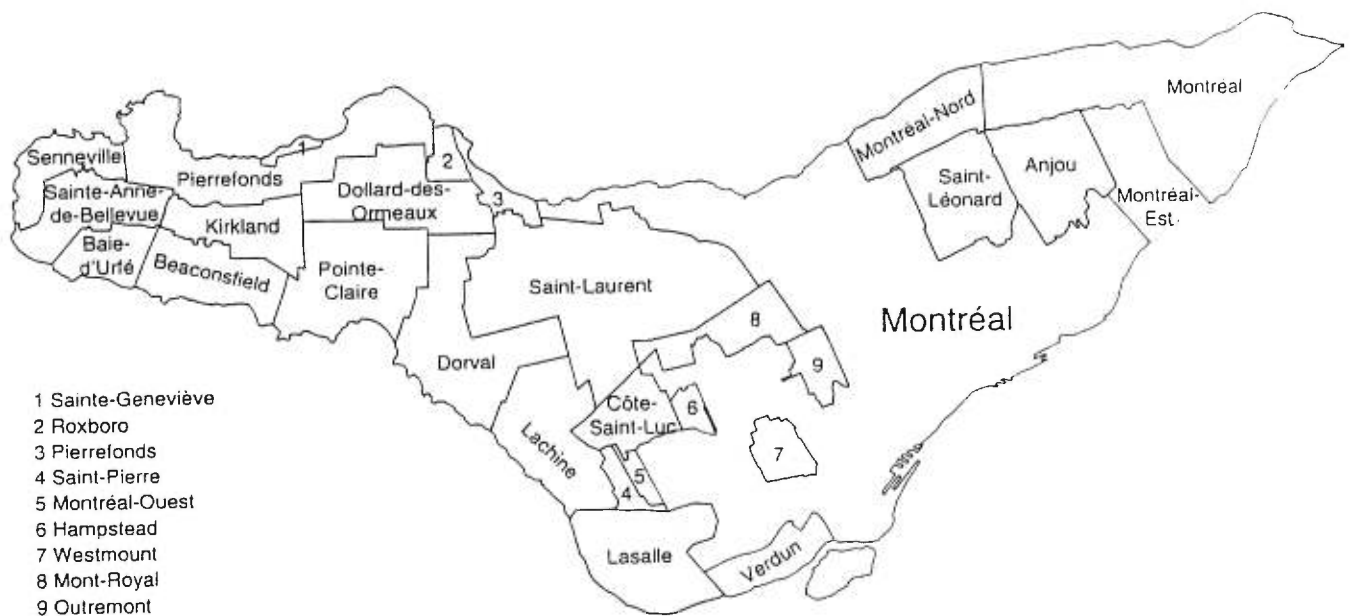 Montréal
Montréal-Nord
Senneville
1
2
Anjou
Pierrefonds
Saint-
Léonard
Sainte-Anne-
de-Bellevue
Dollard-des-
Ormeaux
3
Montréal-
Est
Kirkland
Baie-
d'Urfé
Beaconsfield
Pointe-
Claire
Saint-Laurent
8
Montréal
Dorval
9
1 Sainte-Geneviève
2 Roxboro
3 Pierrefonds
4 Saint-Pierre
5 Montréal-Ouest
6 Hampstead
7 Westmount
8 Mont-Royal
9 Outremont
Côte-
Saint-Luc
6
Lachine
7
5
4
Lasalle
Verdun